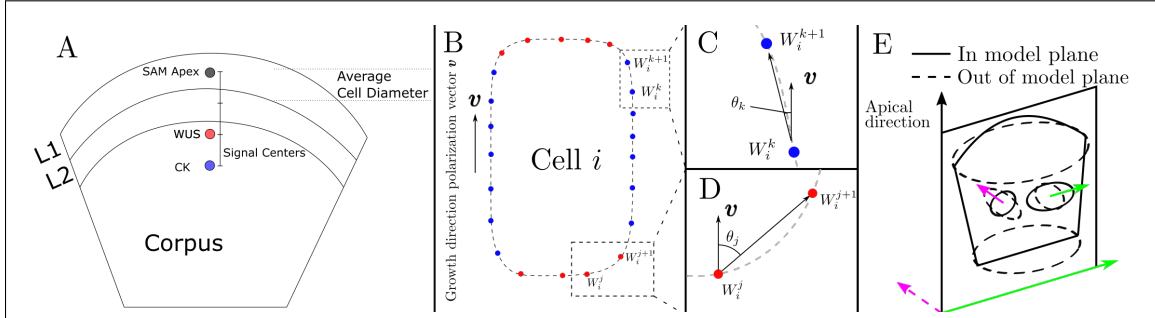 A
SAM Apex
Average
Cell Diameter
WUS
Signal Centers
CK
L1
L2
Corpus
B
Growth direction polarization vector v
v
Cell i
W_i^{k+1}
W_i^k
W_i^{j+1}
W_i^j
C
W_i^{k+1}
v
θ_k
W_i^k
D
v
W_i^{j+1}
θ_j
W_i^j
E
In model plane
Out of model plane
Apical
direction